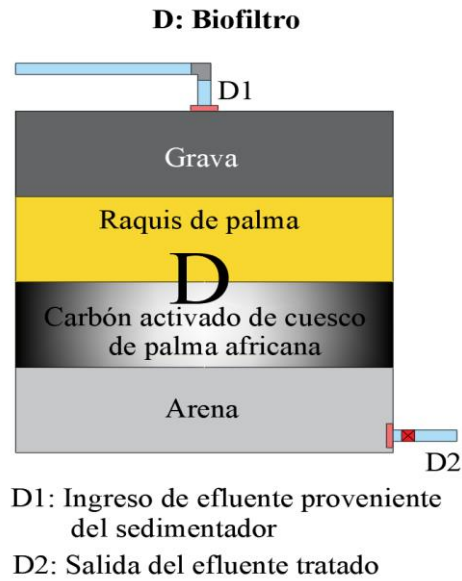 D: Biofiltro
D1
Grava
Raquis de palma
D
Carbón activado de cuesco
de palma africana
Arena
D2
D1: Ingreso de efluente proveniente
del sedimentador
D2: Salida del efluente tratado